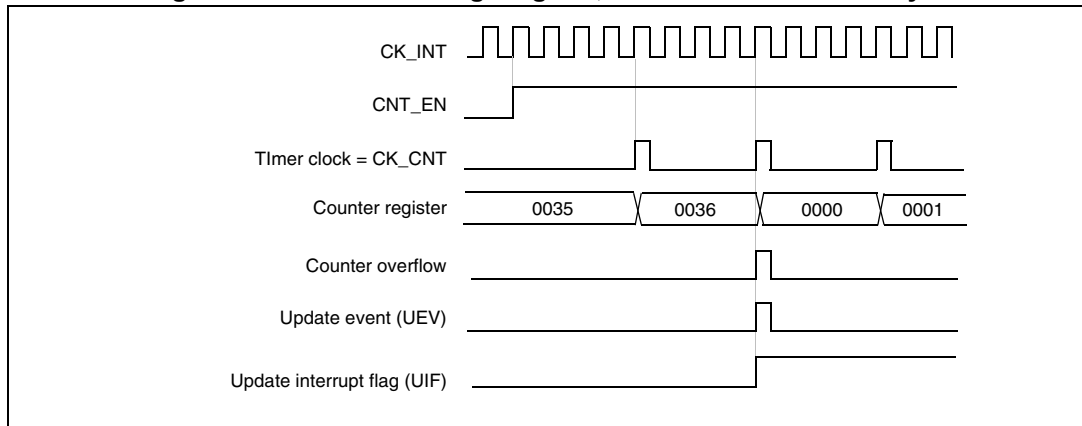 CK_INT
CNT_EN
TImer clock = CK_CNT
Counter register 0035 0036 0000 0001
Counter overflow
Update event (UEV)
Update interrupt flag (UIF)